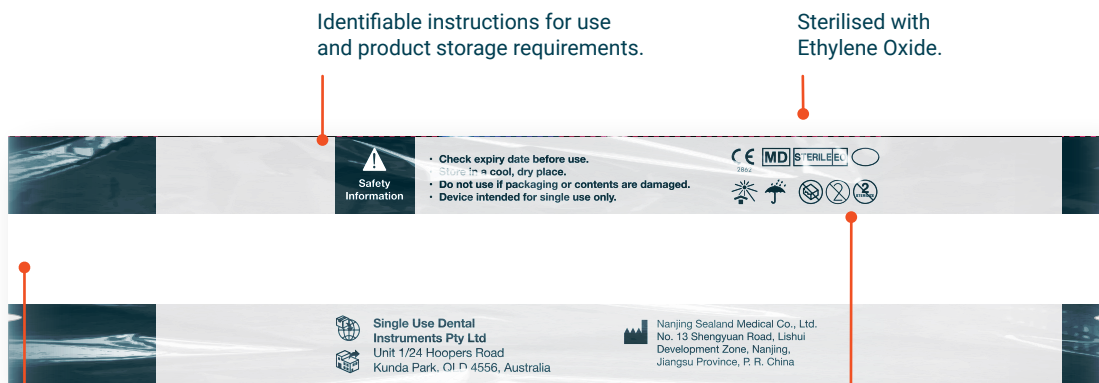 Identifiable instructions for use
and product storage requirements.
Sterilised with
Ethylene Oxide.
Safety
Information
· Check expiry date before use.
· Store in a cool, dry place.
· Do not use if packaging or contents are damaged.
· Device intended for single use only.
CE MD STERILE EO
2862
2
STERILIZE
Single Use Dental
Instruments Pty Ltd
Unit 1/24 Hoopers Road
Kunda Park, QLD 4556, Australia
Nanjing Sealand Medical Co., Ltd.
No. 13 Shengyuan Road, Lishui
Development Zone, Nanjing,
Jiangsu Province, P. R. China